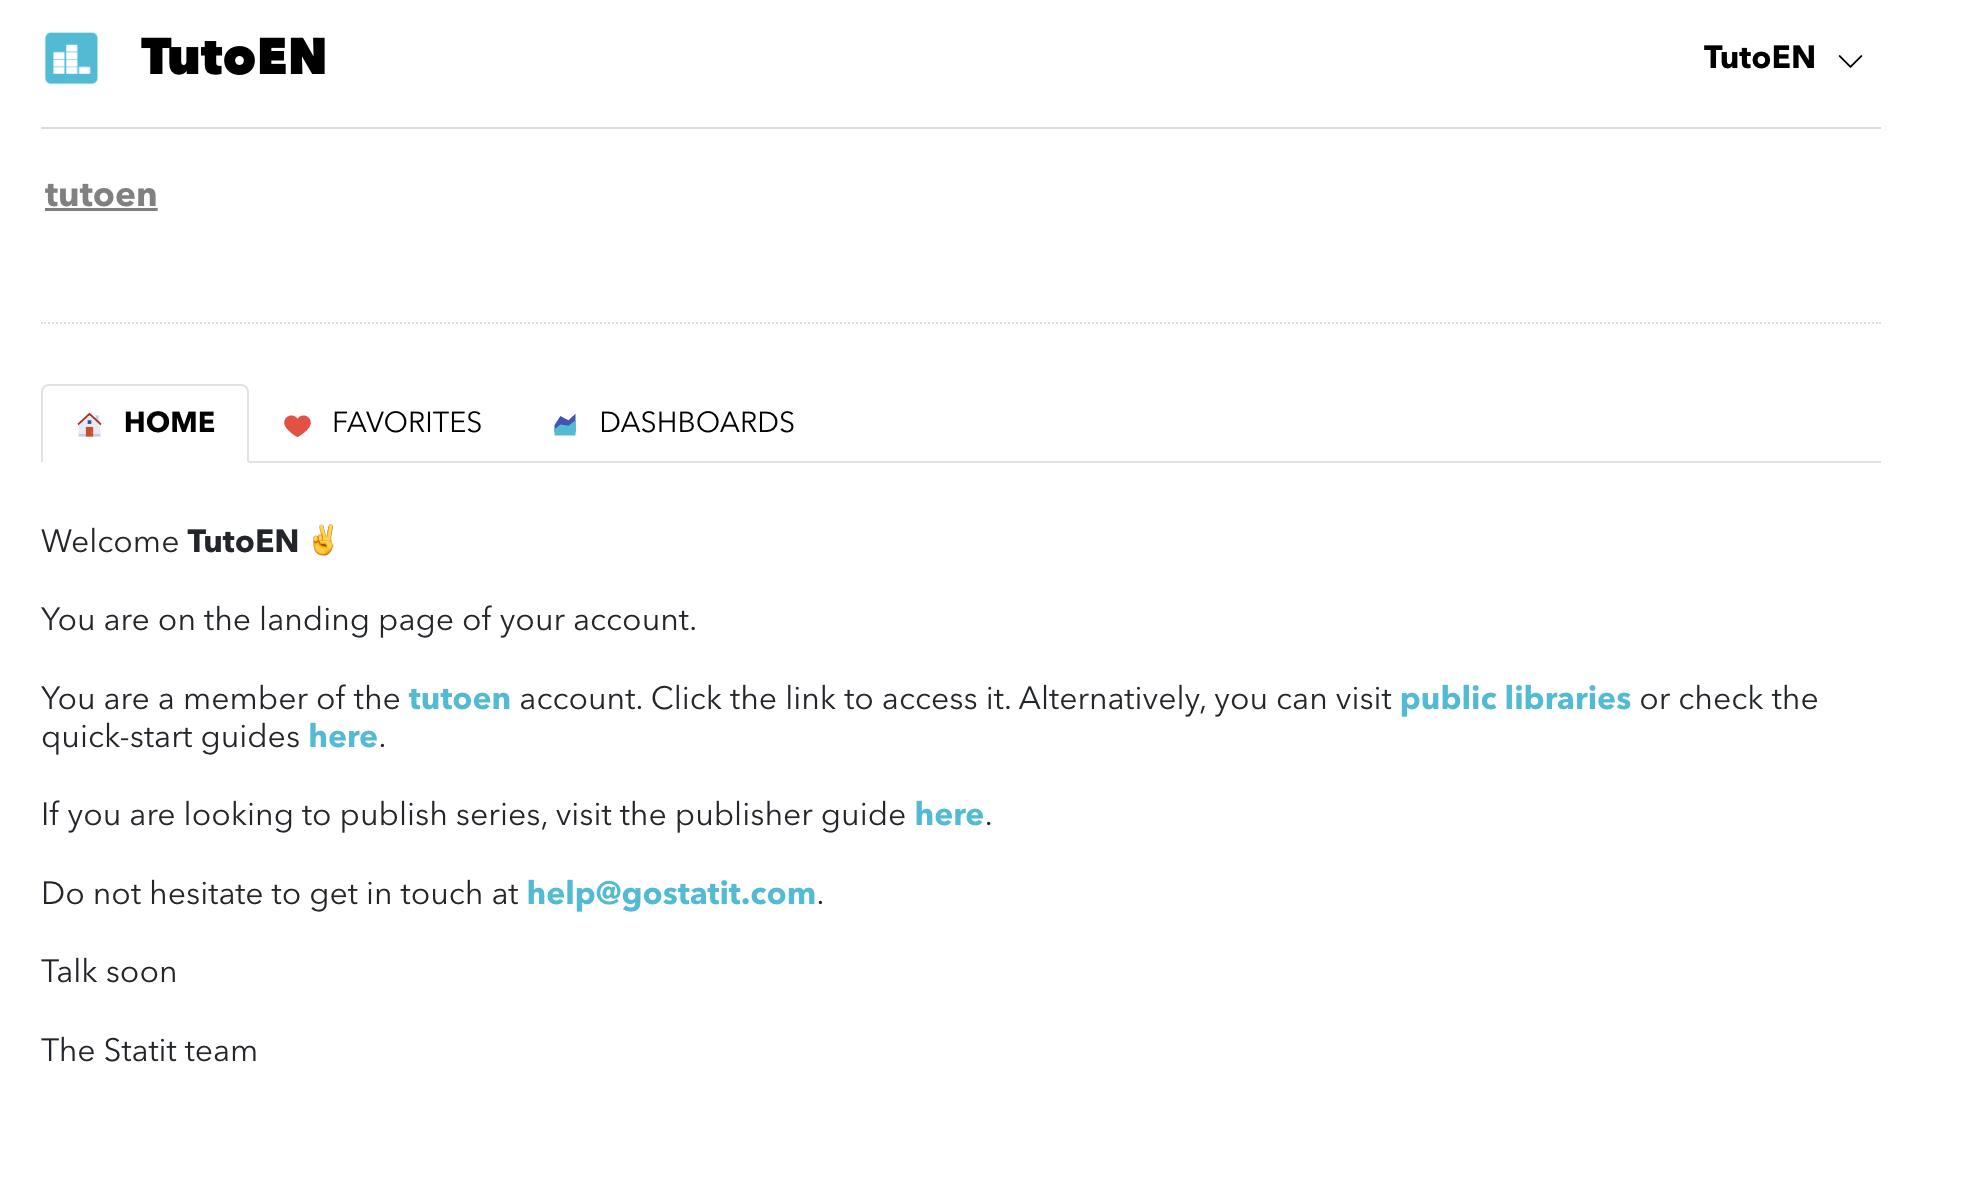 TutoEN
TutoEN
tutoen
HOME FAVORITES DASHBOARDS
Welcome TutoEN ✌️
You are on the landing page of your account.
You are a member of the tutoen account. Click the link to access it. Alternatively, you can visit public libraries or check the
quick-start guides here.
If you are looking to publish series, visit the publisher guide here.
Do not hesitate to get in touch at help@gostatit.com.
Talk soon
The Statit team